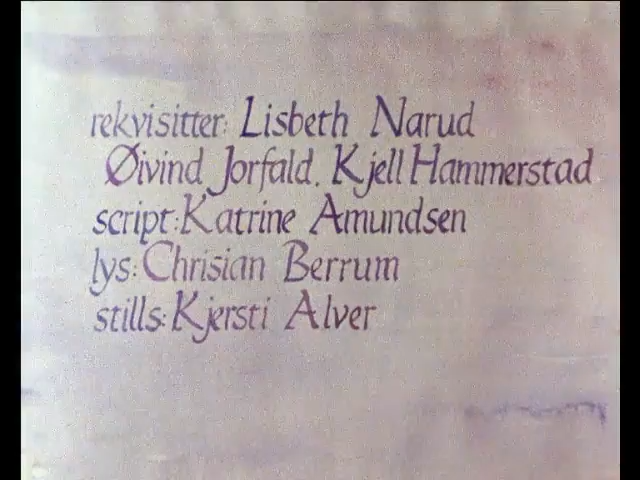 rekvisitter: Lisbeth Narud
Øivind Jorfald. Kjell Hammerstad
script: Katrine Amundsen
lys: Chrisian Berrum
stills: Kjersti Alver